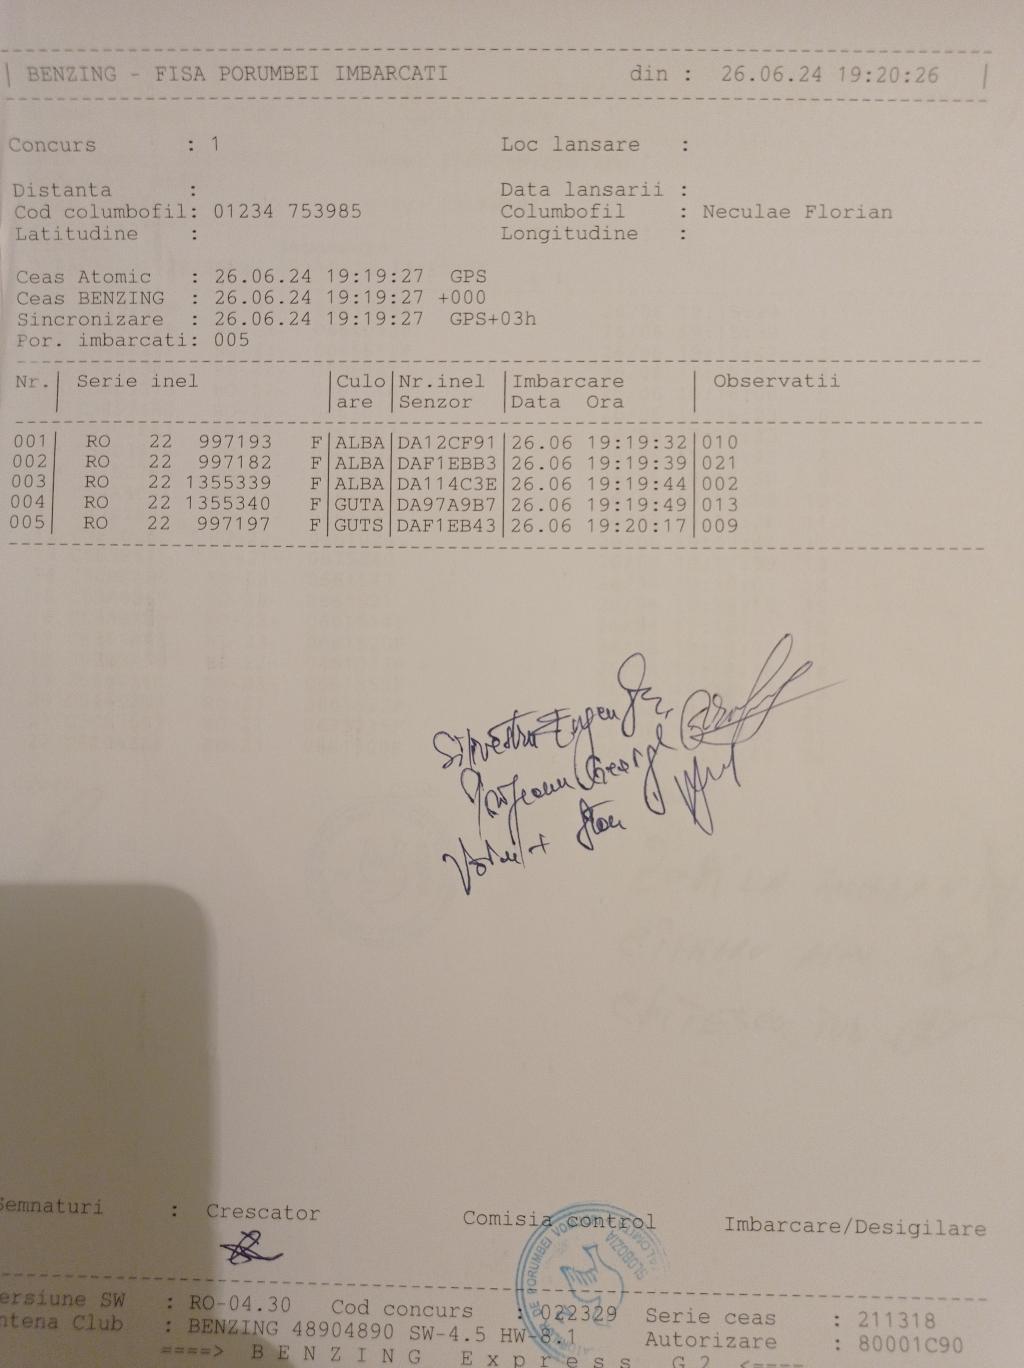 | BENZING - FISA PORUMBEI IMBARCATI din : 26.06.24 19:20:26 |
Concurs : 1 Loc lansare :
Distanta : Data lansarii :
Cod columbofil: 01234 753985 Columbofil : Neculae Florian
Latitudine : Longitudine :
Ceas Atomic : 26.06.24 19:19:27 GPS
Ceas BENZING : 26.06.24 19:19:27 +000
Sincronizare : 26.06.24 19:19:27 GPS+03h
Por. imbarcati: 005
Nr.| Serie inel |Culo|Nr.inel |Imbarcare | Observatii
| |are |Senzor |Data Ora |
001| RO 22 997193 F|ALBA|DA12CF91|26.06 19:19:32|010
002| RO 22 997182 F|ALBA|DAF1EBB3|26.06 19:19:39|021
003| RO 22 1355339 F|ALBA|DA114C3E|26.06 19:19:44|002
004| RO 22 1355340 F|GUTA|DA97A9B7|26.06 19:19:49|013
005| RO 22 997197 F|GUTS|DAF1EB43|26.06 19:20:17|009
Silvestru Eugen
George
Stan
Semnaturi : Crescator Comisia control Imbarcare/Desigilare
DE PORUMBEI SLOBOZIA
ersiune SW : RO-04.30 Cod concurs : 022329 Serie ceas : 211318
ntena Club : BENZING 48904890 SW-4.5 HW-8.1 Autorizare : 80001C90
====> B E N Z I N G E x p r e s s G 2 <====